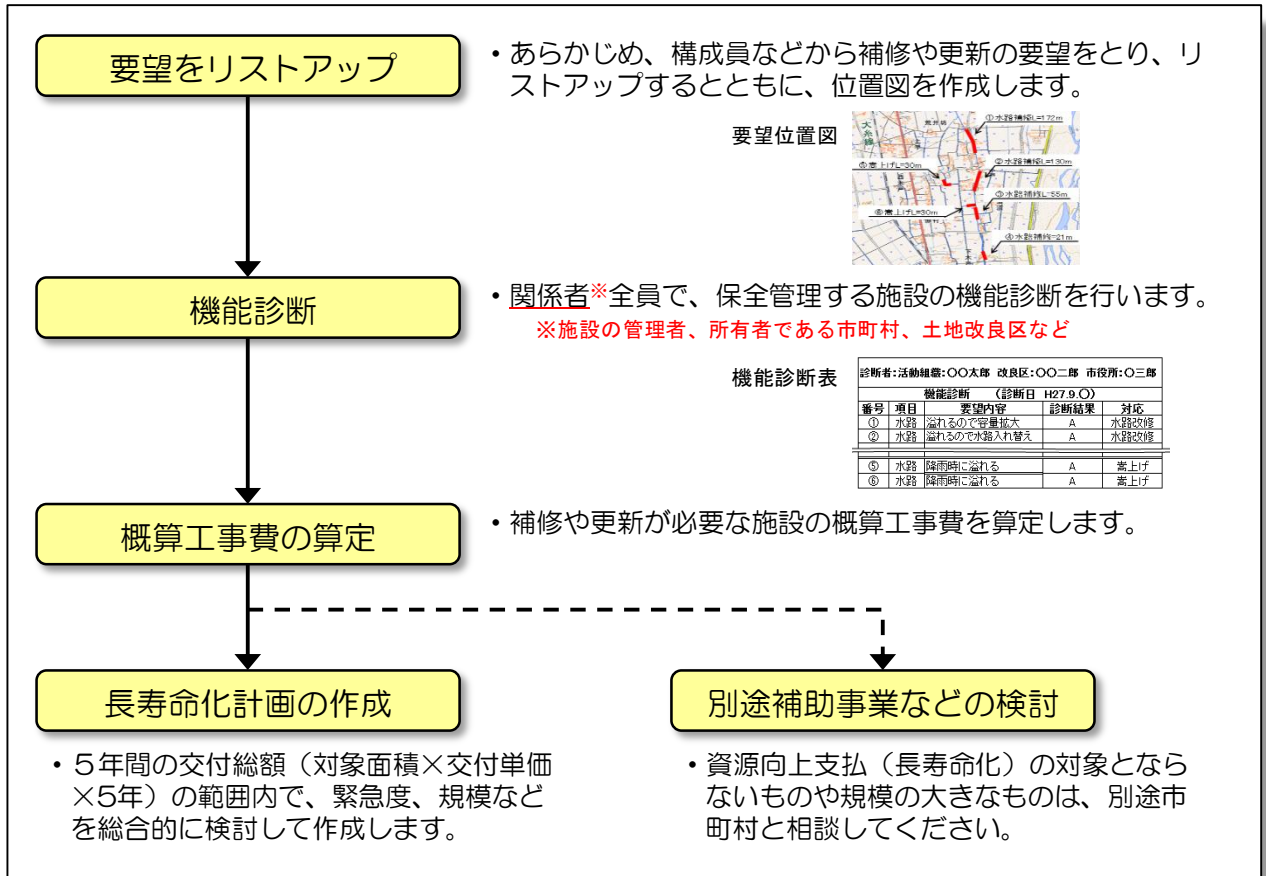 要望をリストアップ
・あらかじめ、構成員などから補修や更新の要望をとり、リ
ストアップするとともに、位置図を作成します。
要望位置図
大糸線
①水路補修L=172m
②水路補修L=130m
⑤嵩上げL=30m
③水路補修L=55m
⑥嵩上げL=30m
④水路補修=21m
機能診断
・関係者※全員で、保全管理する施設の機能診断を行います。
※施設の管理者、所有者である市町村、土地改良区など
機能診断表
診断者:活動組織:〇〇太郎 改良区:〇〇二郎 市役所:〇三郎
機能診断 (診断日 H27.9.〇)
番号 項目 要望内容 診断結果 対応
① 水路 溢れるので容量拡大 A 水路改修
② 水路 溢れるので水路入れ替え A 水路改修
⑤ 水路 降雨時に溢れる A 嵩上げ
⑥ 水路 降雨時に溢れる A 嵩上げ
概算工事費の算定
・補修や更新が必要な施設の概算工事費を算定します。
長寿命化計画の作成
・５年間の交付総額（対象面積×交付単価
×5年）の範囲内で、緊急度、規模など
を総合的に検討して作成します。
別途補助事業などの検討
・資源向上支払（長寿命化）の対象となら
ないものや規模の大きなものは、別途市
町村と相談してください。